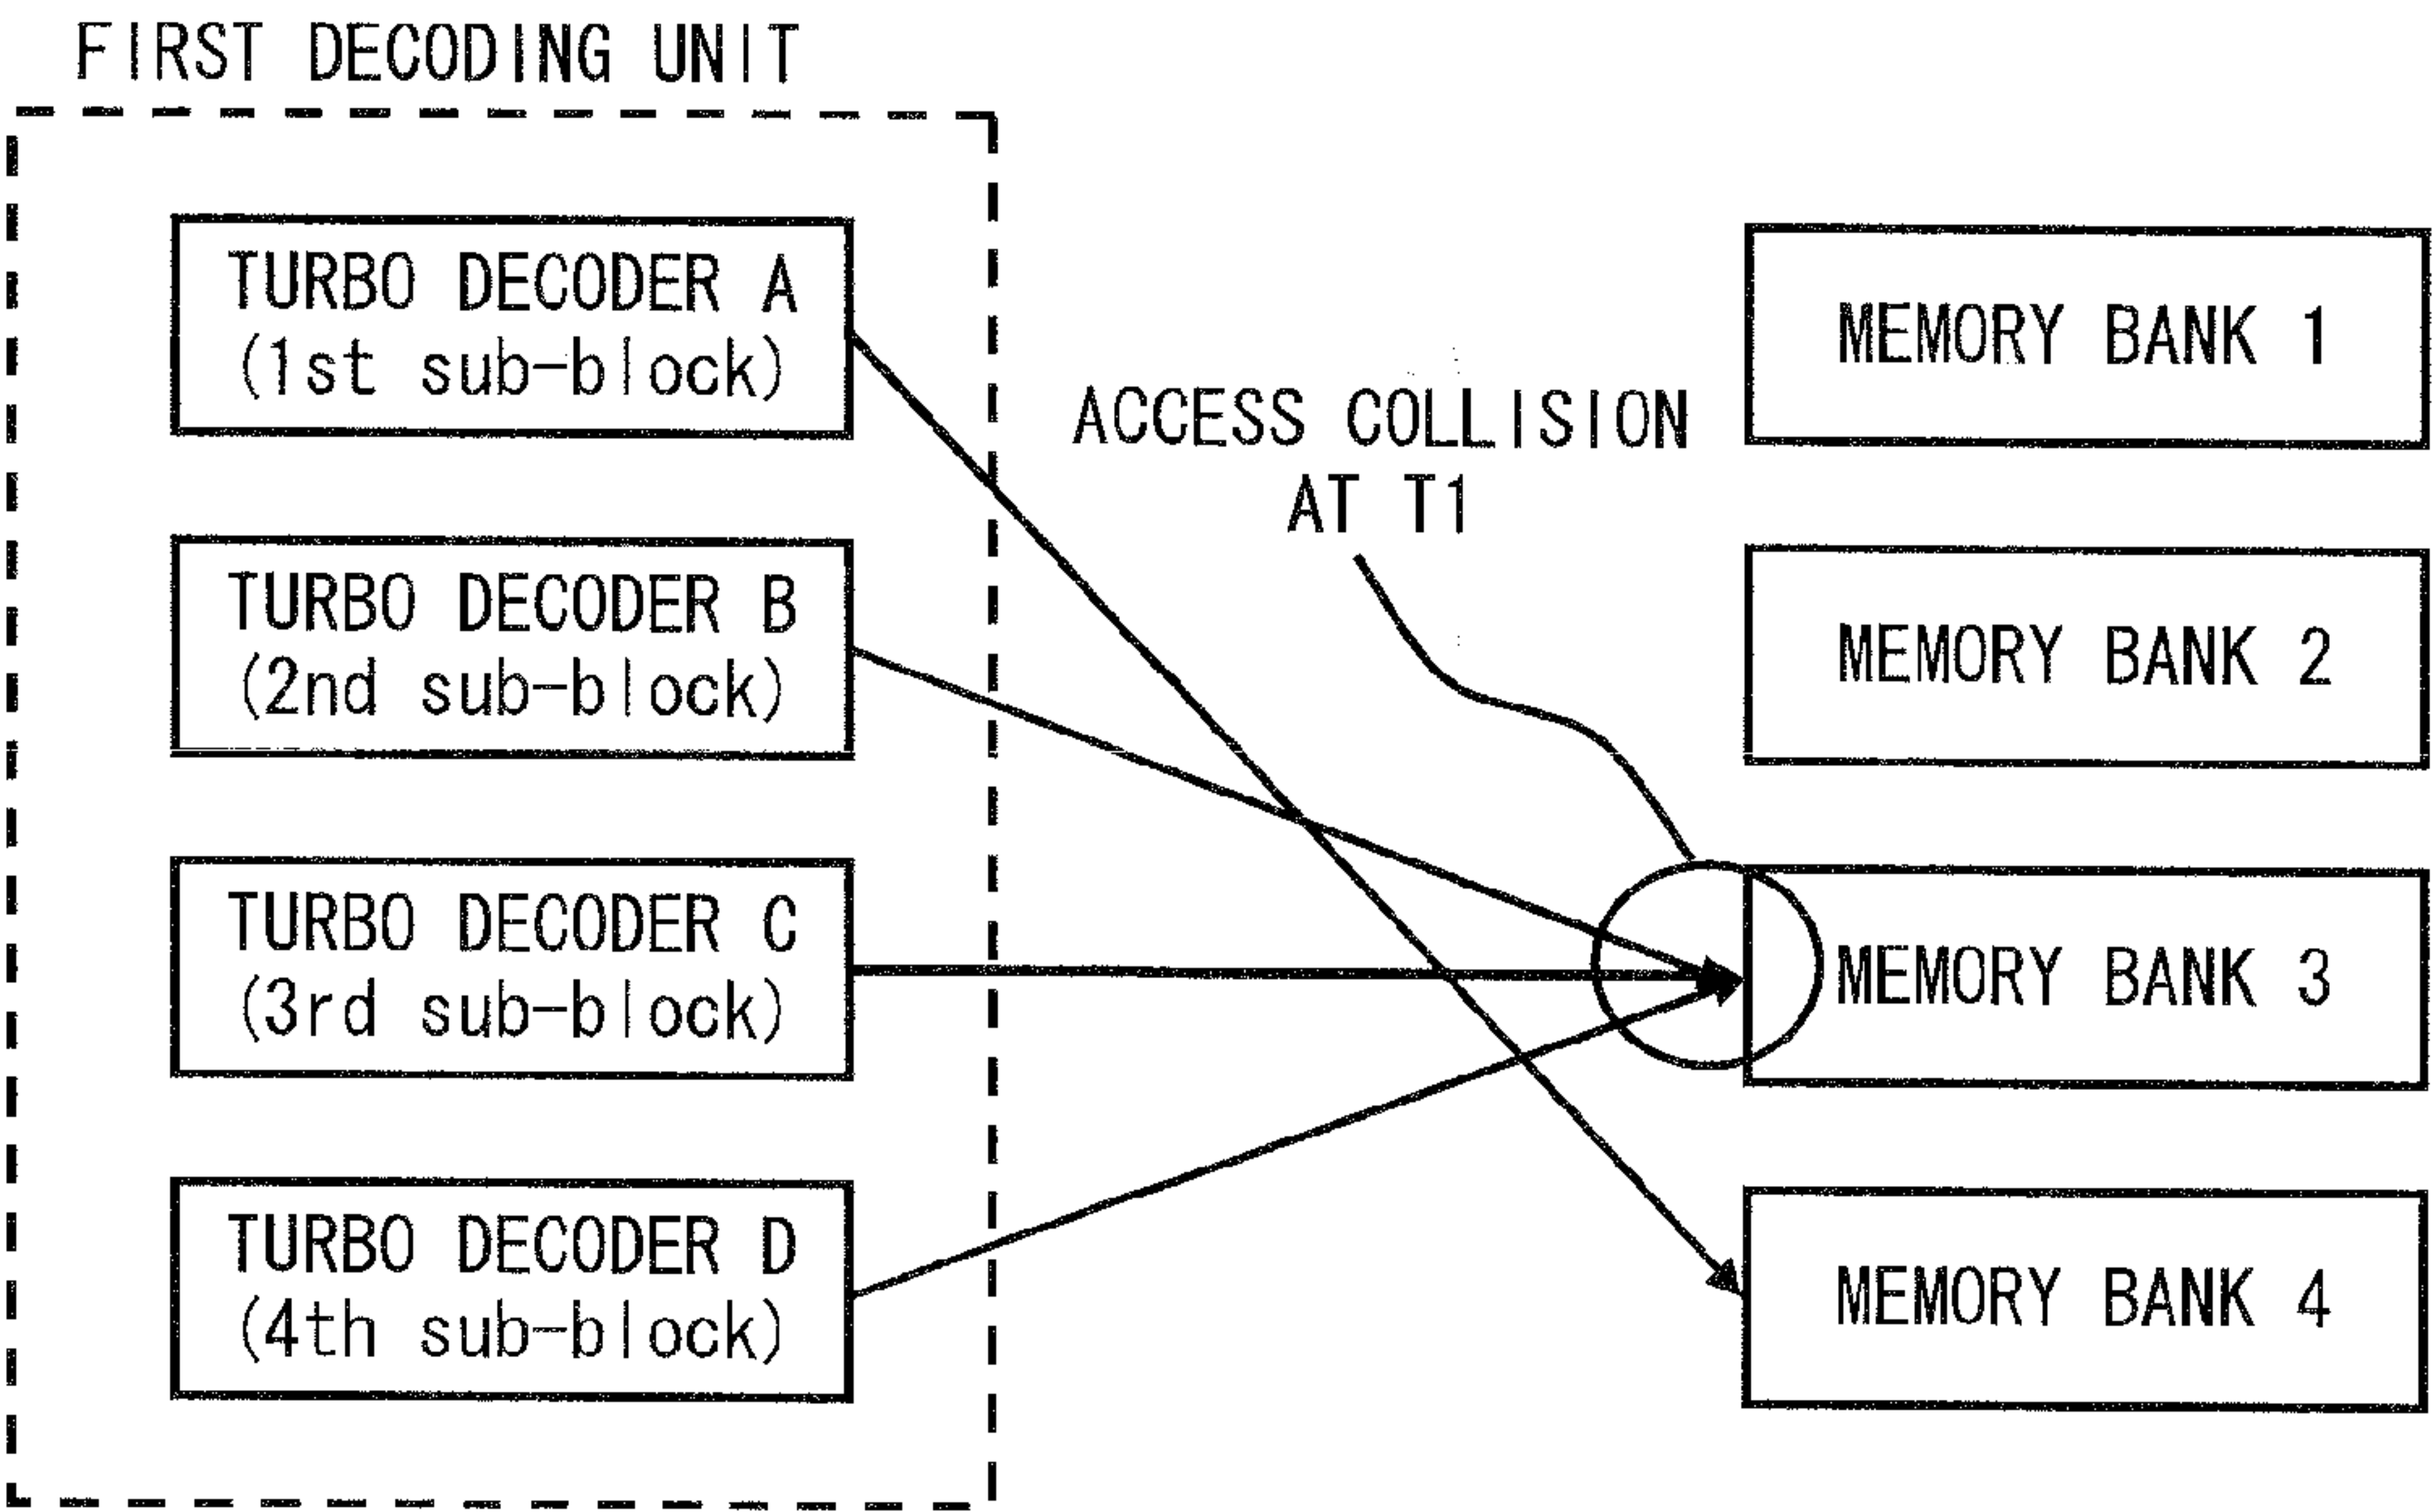 FIRST DECODING UNIT
TURBO DECODER A
(1st sub-block)
TURBO DECODER B
(2nd sub-block)
TURBO DECODER C
(3rd sub-block)
TURBO DECODER D
(4th sub-block)
ACCESS COLLISION
AT T1
MEMORY BANK 1
MEMORY BANK 2
MEMORY BANK 3
MEMORY BANK 4